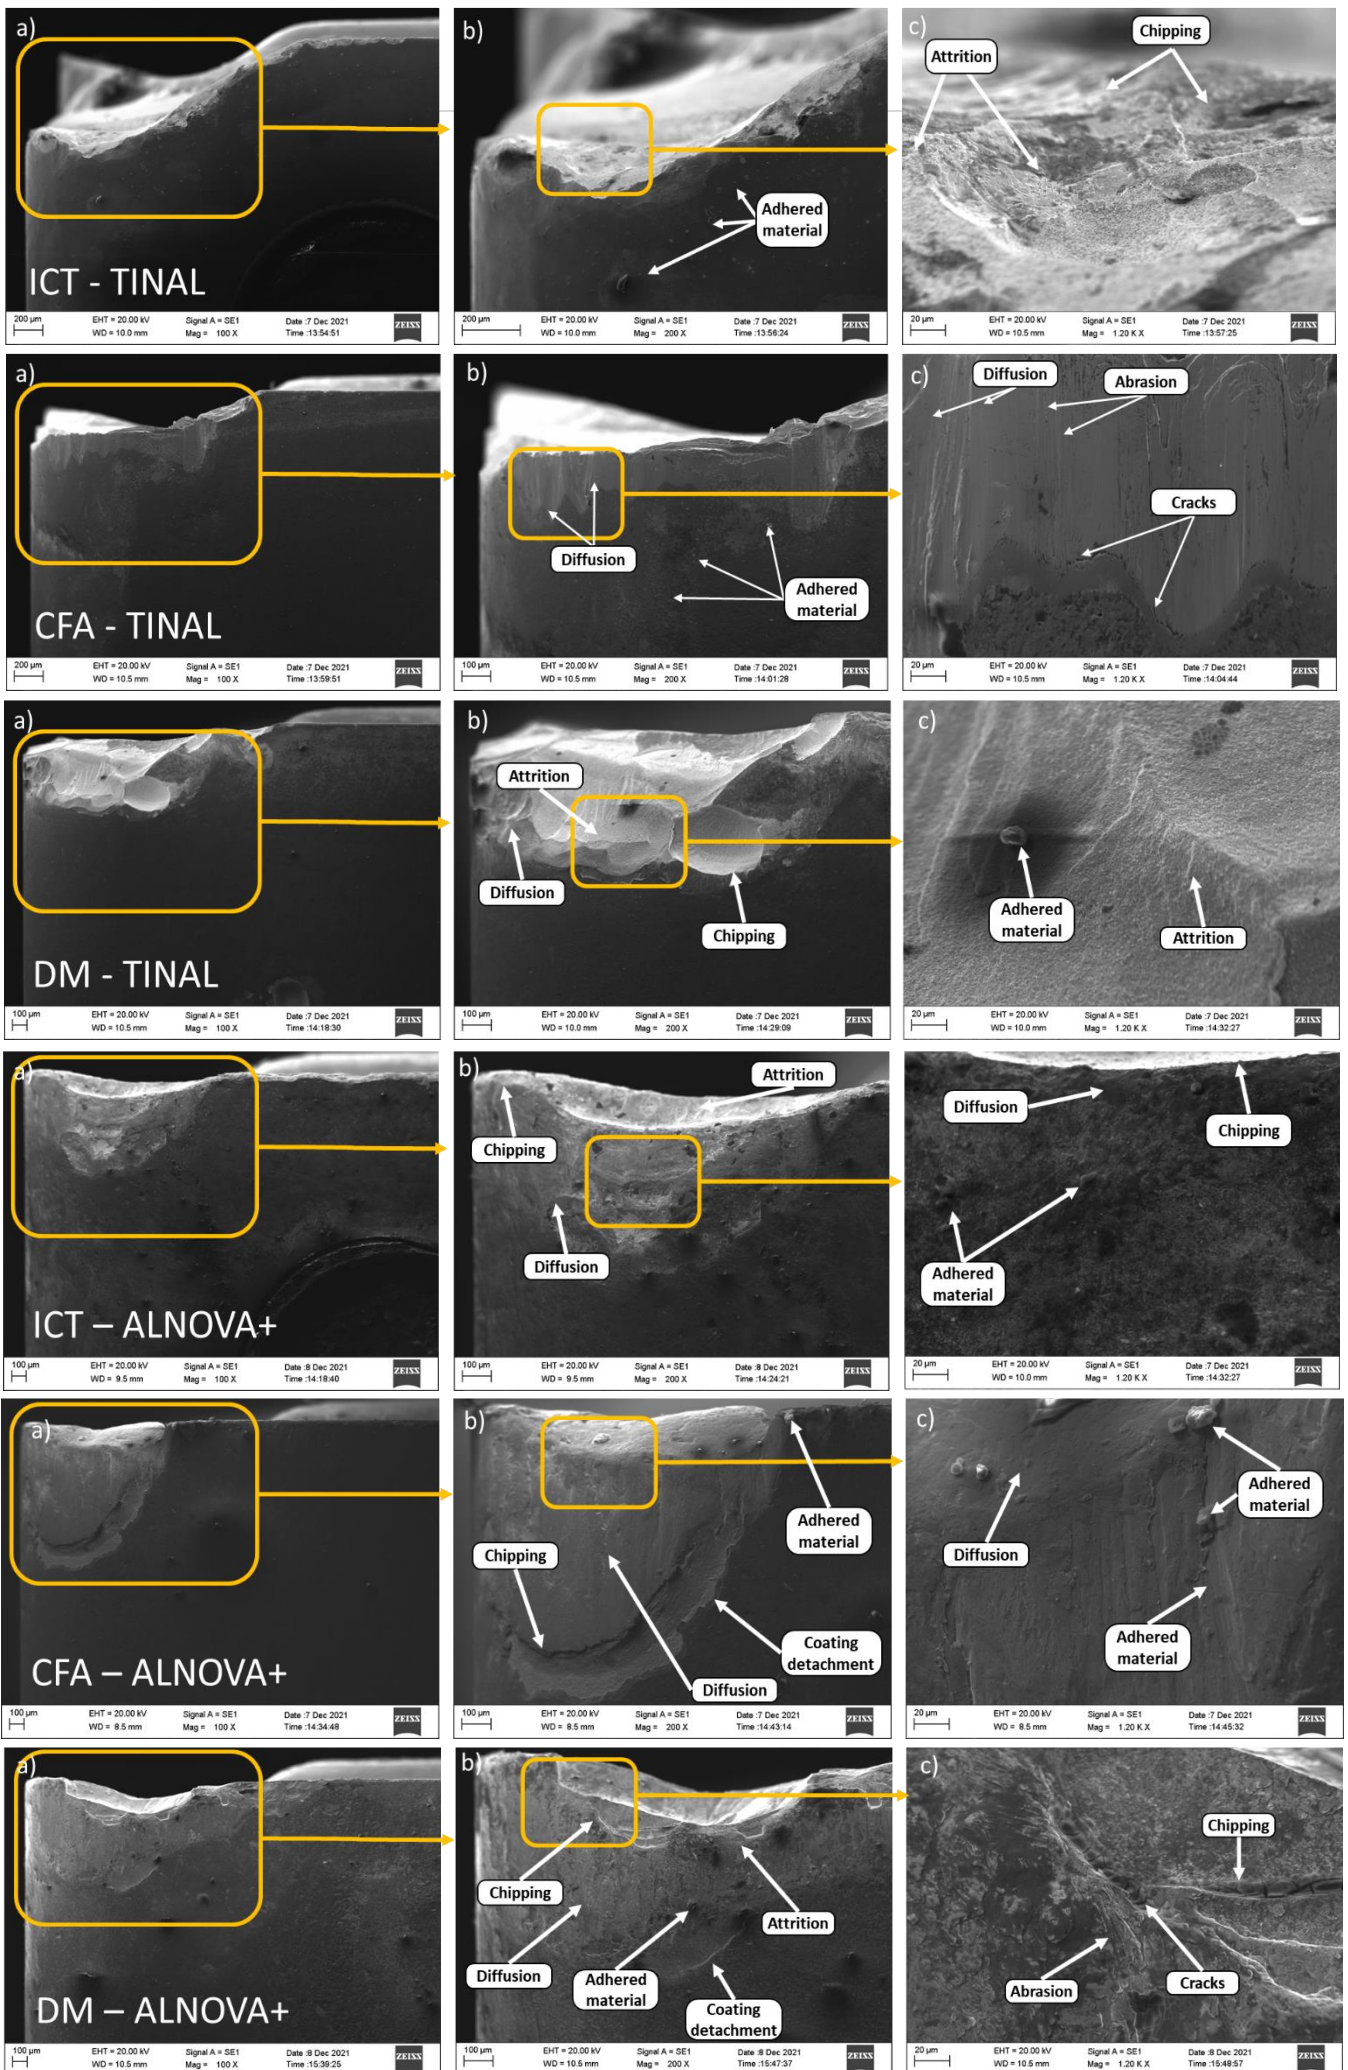 a)
ICT - TINAL
200 µm
EHT = 20.00 kV
WD = 10.0 mm
Signal A = SE1
Mag = 100 X
Date :7 Dec 2021
Time :13:54:51
ZEISS
b)
Adhered
material
200 µm
EHT = 20.00 kV
WD = 10.0 mm
Signal A = SE1
Mag = 200 X
Date :7 Dec 2021
Time :13:56:24
ZEISS
c)
Attrition
Chipping
20 µm
EHT = 20.00 kV
WD = 10.5 mm
Signal A = SE1
Mag = 1.20 K X
Date :7 Dec 2021
Time :13:57:25
ZEISS
a)
CFA - TINAL
200 µm
EHT = 20.00 kV
WD = 10.5 mm
Signal A = SE1
Mag = 100 X
Date :7 Dec 2021
Time :13:59:51
ZEISS
b)
Diffusion
Adhered
material
100 µm
EHT = 20.00 kV
WD = 10.5 mm
Signal A = SE1
Mag = 200 X
Date :7 Dec 2021
Time :14:01:28
ZEISS
c)
Diffusion
Abrasion
Cracks
20 µm
EHT = 20.00 kV
WD = 10.5 mm
Signal A = SE1
Mag = 1.20 K X
Date :7 Dec 2021
Time :14:04:44
ZEISS
a)
DM - TINAL
100 µm
EHT = 20.00 kV
WD = 10.5 mm
Signal A = SE1
Mag = 100 X
Date :7 Dec 2021
Time :14:18:30
ZEISS
b)
Attrition
Diffusion
Chipping
100 µm
EHT = 20.00 kV
WD = 10.0 mm
Signal A = SE1
Mag = 200 X
Date :7 Dec 2021
Time :14:29:09
ZEISS
c)
Adhered
material
Attrition
20 µm
EHT = 20.00 kV
WD = 10.0 mm
Signal A = SE1
Mag = 1.20 K X
Date :7 Dec 2021
Time :14:32:27
ZEISS
a)
ICT – ALNOVA+
100 µm
EHT = 20.00 kV
WD = 9.5 mm
Signal A = SE1
Mag = 100 X
Date :8 Dec 2021
Time :14:18:40
ZEISS
b)
Attrition
Chipping
Diffusion
100 µm
EHT = 20.00 kV
WD = 9.5 mm
Signal A = SE1
Mag = 200 X
Date :8 Dec 2021
Time :14:24:21
ZEISS
Diffusion
Chipping
Adhered
material
20 µm
EHT = 20.00 kV
WD = 10.0 mm
Signal A = SE1
Mag = 1.20 K X
Date :7 Dec 2021
Time :14:32:27
ZEISS
a)
CFA – ALNOVA+
100 µm
EHT = 20.00 kV
WD = 8.5 mm
Signal A = SE1
Mag = 100 X
Date :7 Dec 2021
Time :14:34:48
ZEISS
b)
Adhered
material
Chipping
Coating
detachment
Diffusion
100 µm
EHT = 20.00 kV
WD = 8.5 mm
Signal A = SE1
Mag = 200 X
Date :7 Dec 2021
Time :14:43:14
ZEISS
c)
Adhered
material
Diffusion
Adhered
material
20 µm
EHT = 20.00 kV
WD = 8.5 mm
Signal A = SE1
Mag = 1.20 K X
Date :7 Dec 2021
Time :14:45:32
ZEISS
a)
DM – ALNOVA+
100 µm
EHT = 20.00 kV
WD = 10.5 mm
Signal A = SE1
Mag = 100 X
Date :8 Dec 2021
Time :15:39:25
ZEISS
b)
Chipping
Attrition
Diffusion
Adhered
material
Coating
detachment
100 µm
EHT = 20.00 kV
WD = 10.5 mm
Signal A = SE1
Mag = 200 X
Date :8 Dec 2021
Time :15:47:37
ZEISS
c)
Chipping
Abrasion
Cracks
20 µm
EHT = 20.00 kV
WD = 10.5 mm
Signal A = SE1
Mag = 1.20 K X
Date :8 Dec 2021
Time :15:48:57
ZEISS